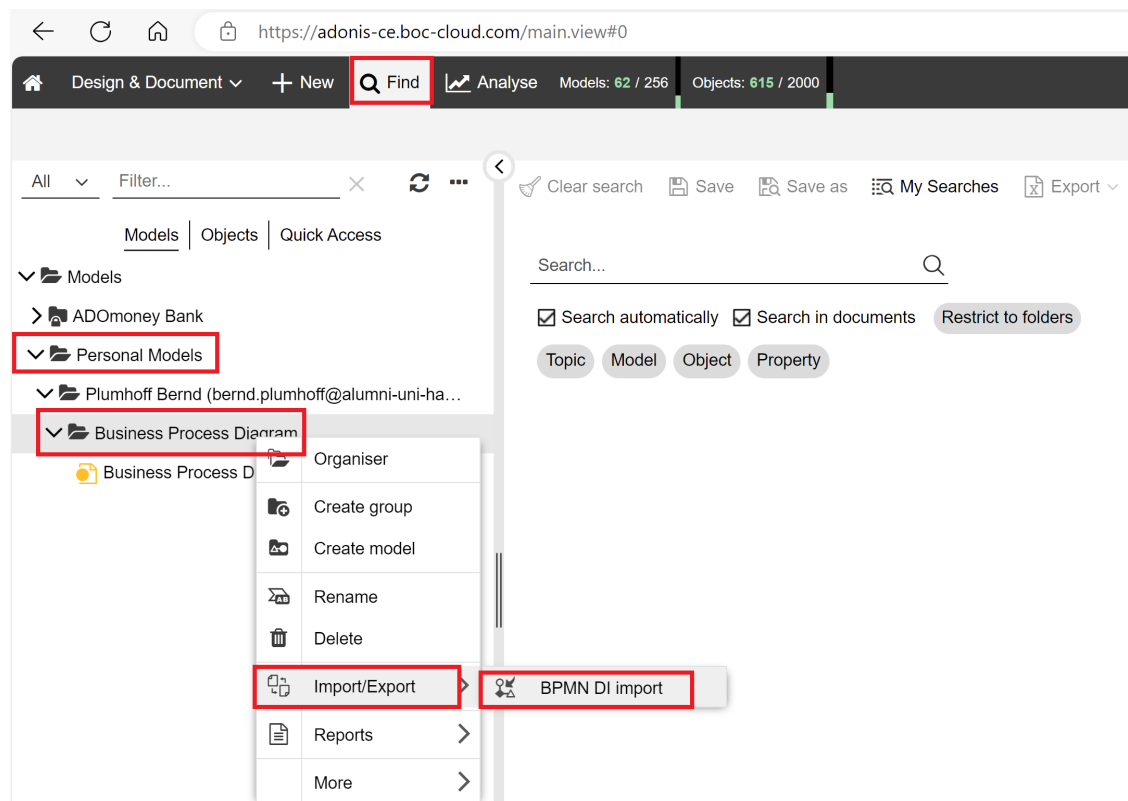 https://adonis-ce.boc-cloud.com/main.view#0
Design & Document New Find Analyse Models: 62 / 256 Objects: 615 / 2000
All Filter...
Clear search Save Save as My Searches Export
Models Objects Quick Access
Models
Search...
ADOmoney Bank
Search automatically Search in documents Restrict to folders
Personal Models
Topic Model Object Property
Plumhoff Bernd (bernd.plumhoff@alumni-uni-ha...
Business Process Diagram
Organiser
Business Process D
Create group
Create model
Rename
Delete
Import/Export BPMN DI import
Reports
More